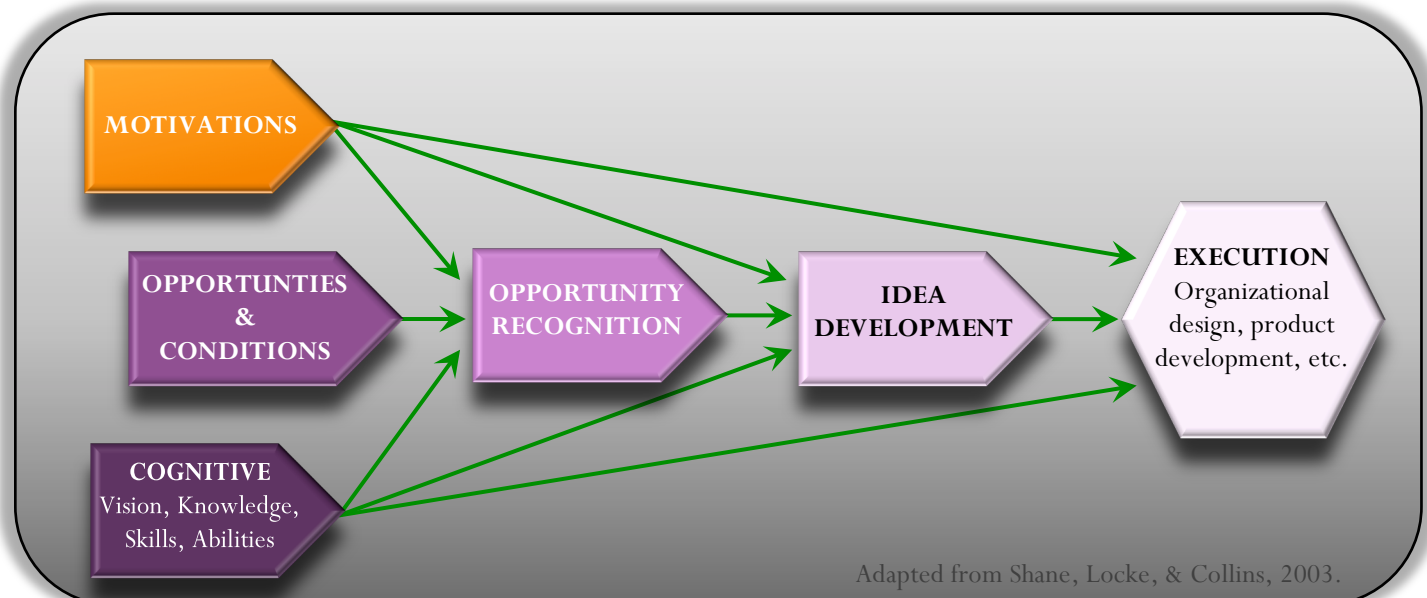 MOTIVATIONS
OPPORTUNTIES
&
CONDITIONS
OPPORTUNITY
RECOGNITION
IDEA
DEVELOPMENT
EXECUTION
Organizational
design, product
development, etc.
COGNITIVE
Vision, Knowledge,
Skills, Abilities
Adapted from Shane, Locke, & Collins, 2003.